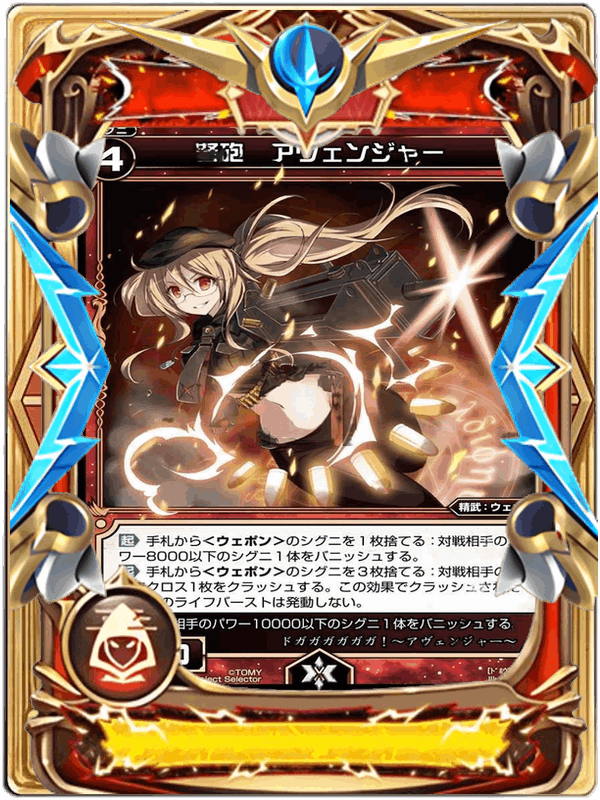 4
弩砲 アヴェンジャー
精武：ウェ
起 手札から<ウェポン>のシグニを1枚捨てる：対戦相手の
ワー8000以下のシグニ1体をバニッシュする。
起 手札から<ウェポン>のシグニを3枚捨てる：対戦相手の
クロス1枚をクラッシュする。この効果でクラッシュされ
のライフバーストは発動しない。
相手のパワー10000以下のシグニ1体をバニッシュする
ドガガガガガガ！～アヴェンジャー～
©TOMY
lect Selector